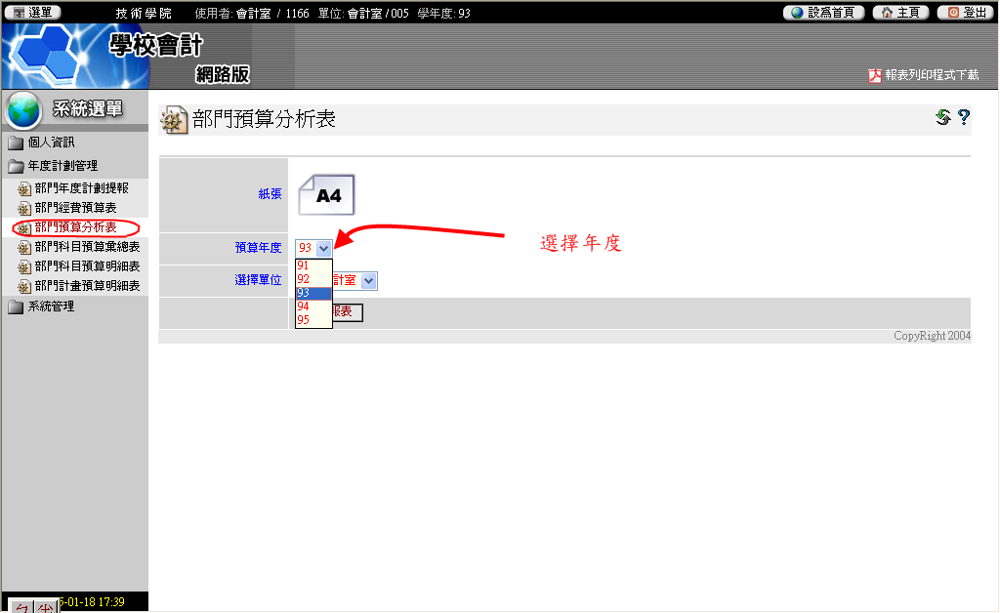 選單 技術學院 使用者: 會計室 / 1166 單位: 會計室 / 005 學年度: 93 設為首頁 主頁 登出
學校會計
網路版
報表列印程式下載
系統選單
個人資訊
年度計劃管理
部門年度計劃提報
部門經費預算表
部門預算分析表
部門科目預算彙總表
部門科目預算明細表
部門計畫預算明細表
系統管理
部門預算分析表 ?
紙張 A4
預算年度 93
選擇年度
91
92
93
94
95
選擇單位 計室
報表
CopyRight 2004
5-01-18 17:39